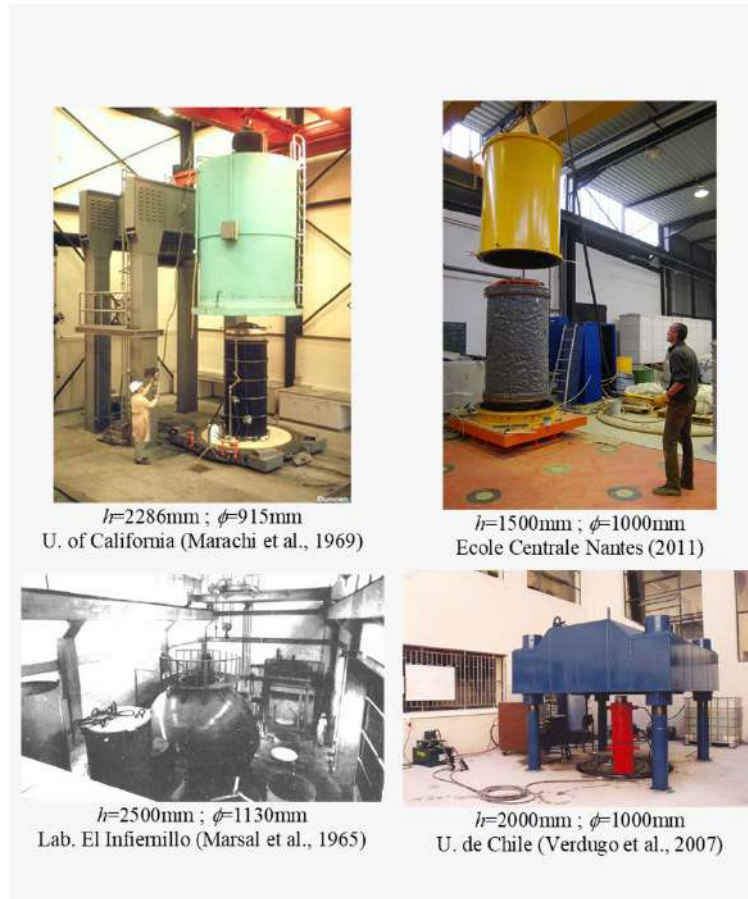 Duncan
h=2286mm ; ϕ=915mm
U. of California (Marachi et al., 1969)
h=1500mm ; ϕ=1000mm
Ecole Centrale Nantes (2011)
h=2500mm ; ϕ=1130mm
Lab. El Infiernillo (Marsal et al., 1965)
h=2000mm ; ϕ=1000mm
U. de Chile (Verdugo et al., 2007)